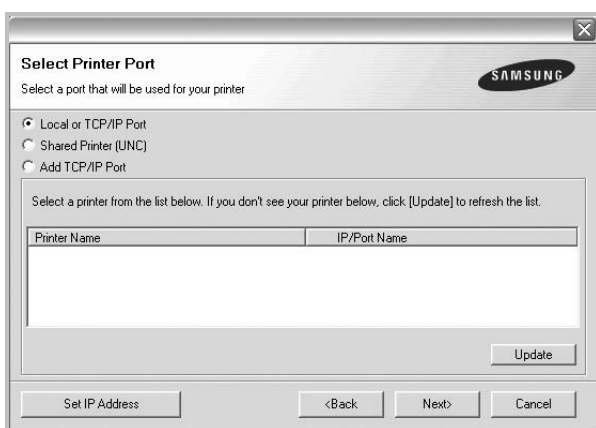 Select Printer Port
Select a port that will be used for your printer
SAMSUNG
Local or TCP/IP Port
Shared Printer (UNC)
Add TCP/IP Port
Select a printer from the list below. If you don't see your printer below, click [Update] to refresh the list.
Printer Name IP/Port Name
Update
Set IP Address <Back Next> Cancel